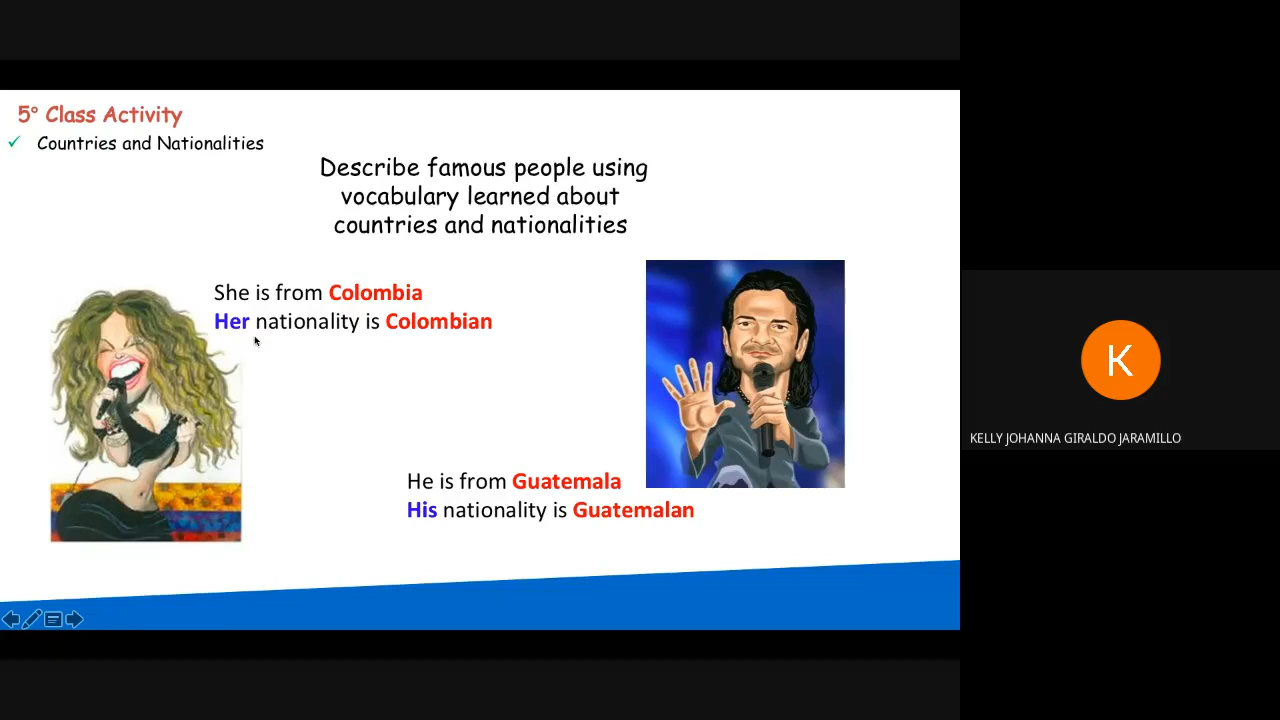 5° Class Activity
✓ Countries and Nationalities
Describe famous people using
vocabulary learned about
countries and nationalities
She is from Colombia
Her nationality is Colombian
He is from Guatemala
His nationality is Guatemalan
K
KELLY JOHANNA GIRALDO JARAMILLO